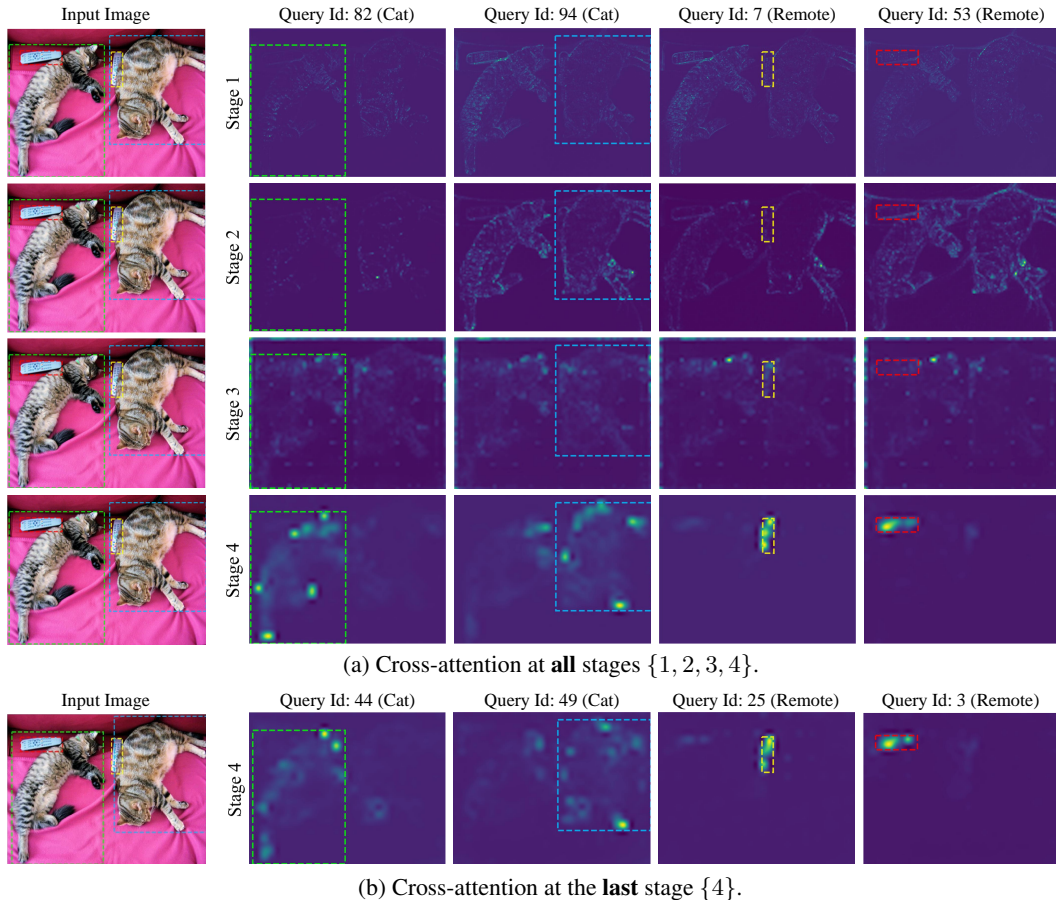 Input Image Query Id: 82 (Cat) Query Id: 94 (Cat) Query Id: 7 (Remote) Query Id: 53 (Remote)
Stage 1
Stage 2
Stage 3
Stage 4
(a) Cross-attention at all stages {1, 2, 3, 4}.
Input Image Query Id: 44 (Cat) Query Id: 49 (Cat) Query Id: 25 (Remote) Query Id: 3 (Remote)
Stage 4
(b) Cross-attention at the last stage {4}.